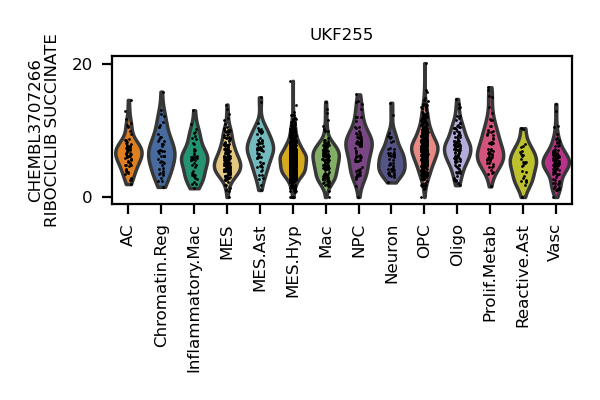 UKF255
CHEMBL3707266
RIBOCICLIB SUCCINATE
20
0
AC
Chromatin.Reg
Inflammatory.Mac
MES
MES.Ast
MES.Hyp
Mac
NPC
Neuron
OPC
Oligo
Prolif.Metab
Reactive.Ast
Vasc